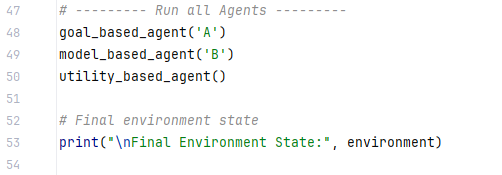 47 # --------- Run all Agents ---------
48 goal_based_agent('A')
49 model_based_agent('B')
50 utility_based_agent()
51
52 # Final environment state
53 print("\nFinal Environment State:", environment)
54